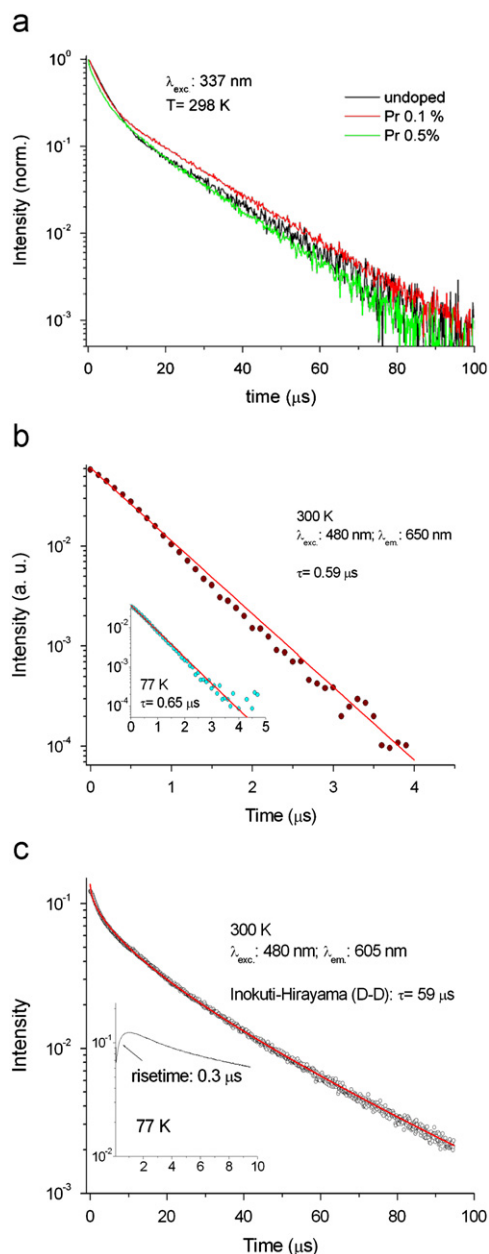 a
10⁰
10⁻¹
10⁻²
10⁻³
Intensity (norm.)
λexc.: 337 nm
T= 298 K
undoped
Pr 0.1 %
Pr 0.5%
0 20 40 60 80 100
time (μs)
b
10⁻²
10⁻³
10⁻⁴
Intensity (a. u.)
300 K
λexc.: 480 nm; λem.: 650 nm
τ= 0.59 μs
10⁻²
10⁻³
10⁻⁴
77 K
τ= 0.65 μs
0 1 2 3 4 5
0 1 2 3 4
Time (μs)
c
10⁻¹
10⁻²
10⁻³
Intensity
300 K
λexc.: 480 nm; λem.: 605 nm
Inokuti-Hirayama (D-D): τ= 59 μs
10⁻¹
10⁻²
risetime: 0.3 μs
77 K
2 4 6 8 10
0 20 40 60 80 100
Time (μs)